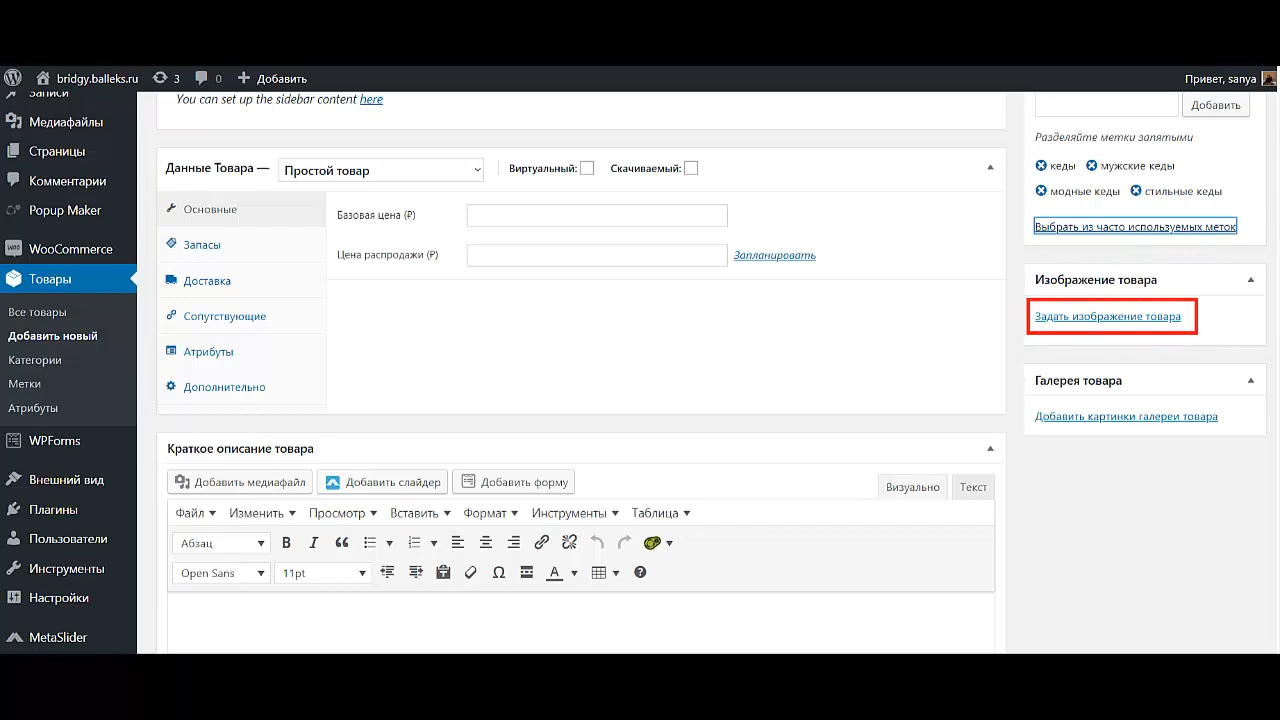 bridgy.balleks.ru
3
0
Добавить
Привет, sanya
Записи
Медиафайлы
Страницы
Комментарии
Popup Maker
WooCommerce
Товары
Все товары
Добавить новый
Категории
Метки
Атрибуты
WPForms
Внешний вид
Плагины
Пользователи
Инструменты
Настройки
MetaSlider
You can set up the sidebar content here
Данные Товара — Простой товар Виртуальный: Скачиваемый:
Основные
Запасы
Доставка
Сопутствующие
Атрибуты
Дополнительно
Базовая цена (₽)
Цена распродажи (₽) Запланировать
Краткое описание товара
Добавить медиафайл Добавить слайдер Добавить форму
Визуально Текст
Файл Изменить Просмотр Вставить Формат Инструменты Таблица
Абзац
Open Sans 11pt
Добавить
Разделяйте метки запятыми
кеды мужские кеды
модные кеды стильные кеды
Выбрать из часто используемых меток
Изображение товара
Задать изображение товара
Галерея товара
Добавить картинки галереи товара